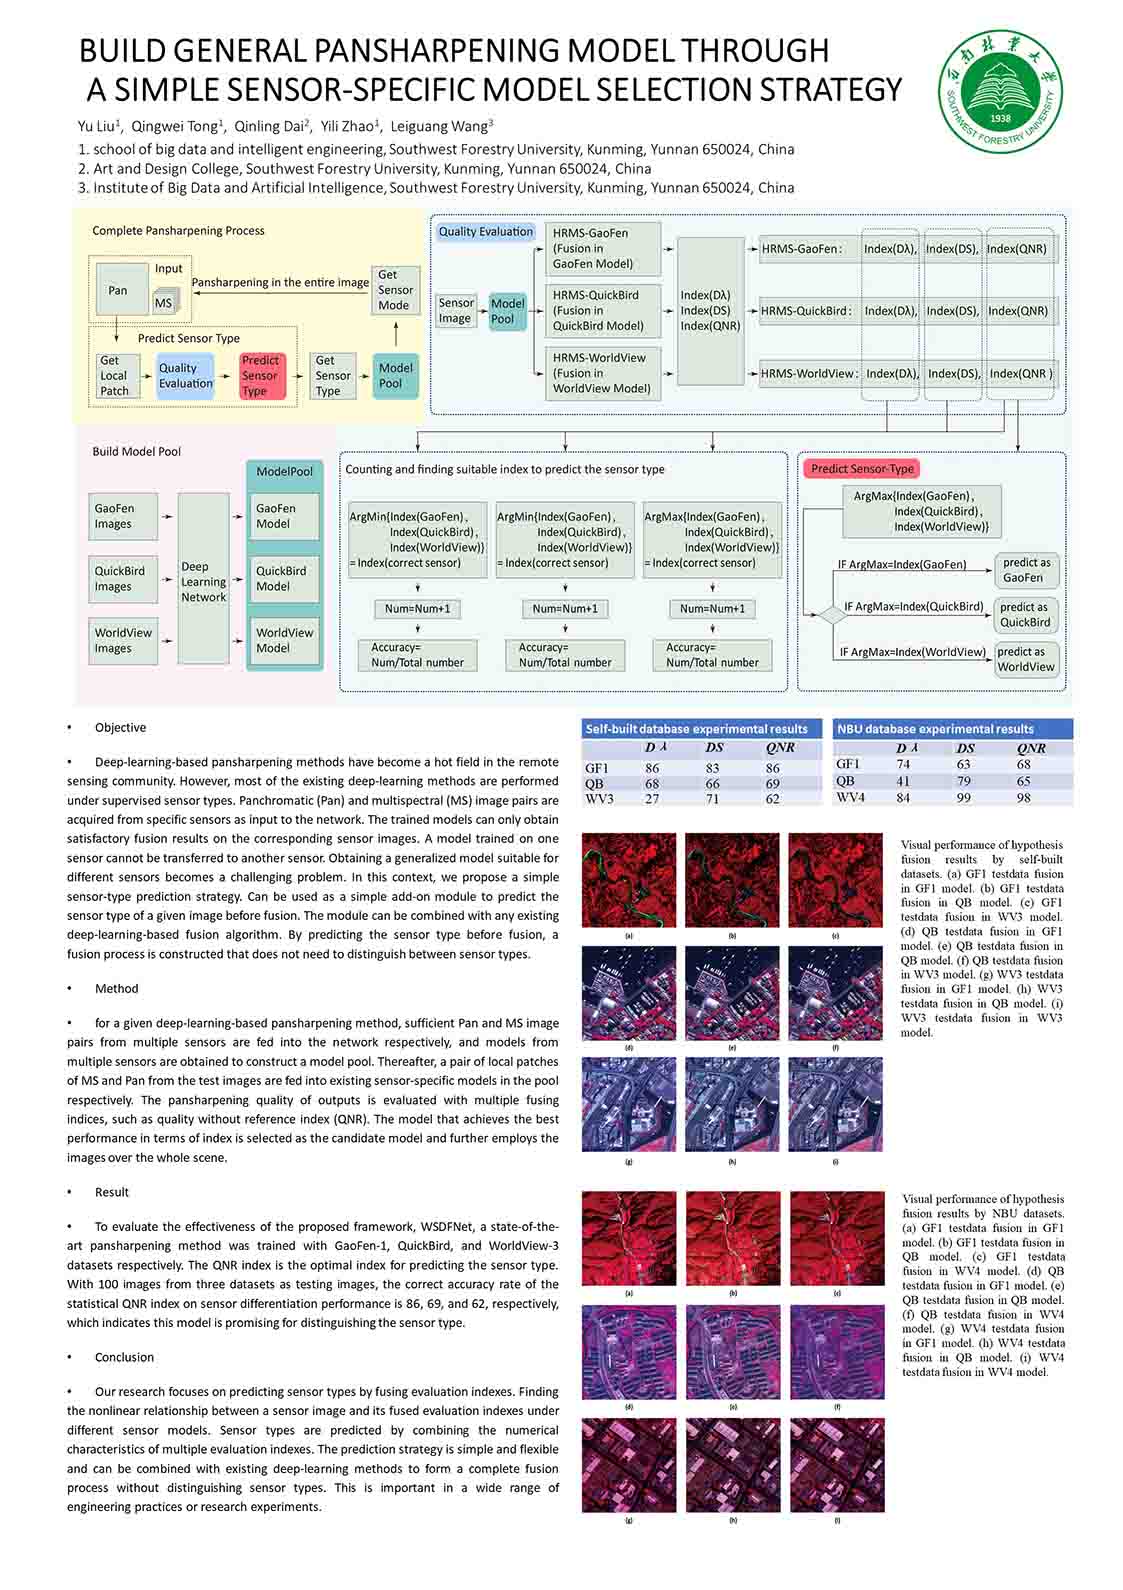 BUILD GENERAL PANSHARPENING MODEL THROUGH
A SIMPLE SENSOR-SPECIFIC MODEL SELECTION STRATEGY
西南林业大学
SOUTHWEST FORESTRY UNIVERSITY
1938
Yu Liu1, Qingwei Tong1, Qinling Dai2, Yili Zhao1, Leiguang Wang3
1. school of big data and intelligent engineering, Southwest Forestry University, Kunming, Yunnan 650024, China
2. Art and Design College, Southwest Forestry University, Kunming, Yunnan 650024, China
3. Institute of Big Data and Artificial Intelligence, Southwest Forestry University, Kunming, Yunnan 650024, China
Complete Pansharpening Process
Input
Pan
MS
Pansharpening in the entire image
Get
Sensor
Mode
Predict Sensor Type
Get
Local
Patch
Quality
Evaluation
Predict
Sensor
Type
Get
Sensor
Type
Model
Pool
Quality Evaluation
Sensor
Image
Model
Pool
HRMS-GaoFen
(Fusion in
GaoFen Model)
HRMS-QuickBird
(Fusion in
QuickBird Model)
HRMS-WorldView
(Fusion in
WorldView Model)
Index(Dλ)
Index(DS)
Index(QNR)
HRMS-GaoFen: Index(Dλ), Index(DS), Index(QNR)
HRMS-QuickBird: Index(Dλ), Index(DS), Index(QNR)
HRMS-WorldView: Index(Dλ), Index(DS), Index(QNR )
Build Model Pool
GaoFen
Images
QuickBird
Images
WorldView
Images
Deep
Learning
Network
ModelPool
GaoFen
Model
QuickBird
Model
WorldView
Model
Counting and finding suitable index to predict the sensor type
ArgMin{Index(GaoFen),
Index(QuickBird),
Index(WorldView)}
= Index(correct sensor)
Num=Num+1
Accuracy=
Num/Total number
ArgMin{Index(GaoFen),
Index(QuickBird),
Index(WorldView)}
= Index(correct sensor)
Num=Num+1
Accuracy=
Num/Total number
ArgMax{Index(GaoFen),
Index(QuickBird),
Index(WorldView)}
= Index(correct sensor)
Num=Num+1
Accuracy=
Num/Total number
Predict Sensor-Type
ArgMax{Index(GaoFen),
Index(QuickBird),
Index(WorldView)}
IF ArgMax=Index(GaoFen)
predict as
GaoFen
IF ArgMax=Index(QuickBird)
predict as
QuickBird
IF ArgMax=Index(WorldView)
predict as
WorldView
• Objective
• Deep-learning-based pansharpening methods have become a hot field in the remote
sensing community. However, most of the existing deep-learning methods are performed
under supervised sensor types. Panchromatic (Pan) and multispectral (MS) image pairs are
acquired from specific sensors as input to the network. The trained models can only obtain
satisfactory fusion results on the corresponding sensor images. A model trained on one
sensor cannot be transferred to another sensor. Obtaining a generalized model suitable for
different sensors becomes a challenging problem. In this context, we propose a simple
sensor-type prediction strategy. Can be used as a simple add-on module to predict the
sensor type of a given image before fusion. The module can be combined with any existing
deep-learning-based fusion algorithm. By predicting the sensor type before fusion, a
fusion process is constructed that does not need to distinguish between sensor types.
• Method
• for a given deep-learning-based pansharpening method, sufficient Pan and MS image
pairs from multiple sensors are fed into the network respectively, and models from
multiple sensors are obtained to construct a model pool. Thereafter, a pair of local patches
of MS and Pan from the test images are fed into existing sensor-specific models in the pool
respectively. The pansharpening quality of outputs is evaluated with multiple fusing
indices, such as quality without reference index (QNR). The model that achieves the best
performance in terms of index is selected as the candidate model and further employs the
images over the whole scene.
• Result
• To evaluate the effectiveness of the proposed framework, WSDFNet, a state-of-the-
art pansharpening method was trained with GaoFen-1, QuickBird, and WorldView-3
datasets respectively. The QNR index is the optimal index for predicting the sensor type.
With 100 images from three datasets as testing images, the correct accuracy rate of the
statistical QNR index on sensor differentiation performance is 86, 69, and 62, respectively,
which indicates this model is promising for distinguishing the sensor type.
• Conclusion
• Our research focuses on predicting sensor types by fusing evaluation indexes. Finding
the nonlinear relationship between a sensor image and its fused evaluation indexes under
different sensor models. Sensor types are predicted by combining the numerical
characteristics of multiple evaluation indexes. The prediction strategy is simple and flexible
and can be combined with existing deep-learning methods to form a complete fusion
process without distinguishing sensor types. This is important in a wide range of
engineering practices or research experiments.
Self-built database experimental results
D λ DS QNR
GF1 86 83 86
QB 68 66 69
WV3 27 71 62
NBU database experimental results
D λ DS QNR
GF1 74 63 68
QB 41 79 65
WV4 84 99 98
(a) (b) (c)
(d) (e) (f)
(g) (h) (i)
Visual performance of hypothesis
fusion results by self-built
datasets. (a) GF1 testdata fusion
in GF1 model. (b) GF1 testdata
fusion in QB model. (c) GF1
testdata fusion in WV3 model.
(d) QB testdata fusion in GF1
model. (e) QB testdata fusion in
QB model. (f) QB testdata fusion
in WV3 model. (g) WV3 testdata
fusion in GF1 model. (h) WV3
testdata fusion in QB model. (i)
WV3 testdata fusion in WV3
model.
(a) (b) (c)
(d) (e) (f)
(g) (h) (i)
Visual performance of hypothesis
fusion results by NBU datasets.
(a) GF1 testdata fusion in GF1
model. (b) GF1 testdata fusion in
QB model. (c) GF1 testdata
fusion in WV4 model. (d) QB
testdata fusion in GF1 model. (e)
QB testdata fusion in QB model.
(f) QB testdata fusion in WV4
model. (g) WV4 testdata fusion
in GF1 model. (h) WV4 testdata
fusion in QB model. (i) WV4
testdata fusion in WV4 model.